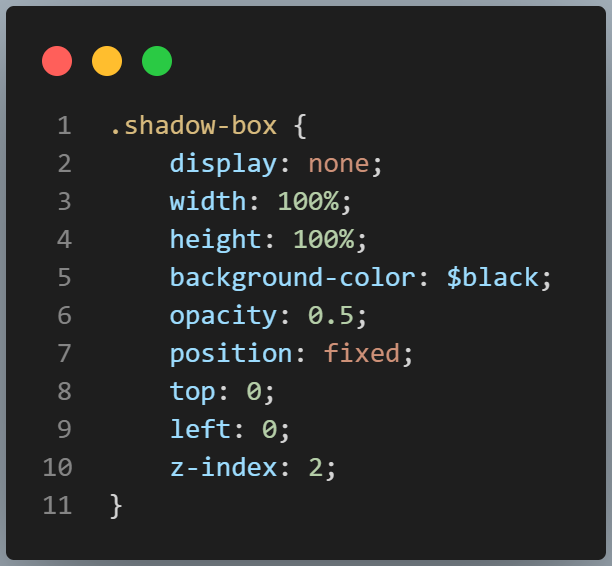 1 .shadow-box {
2     display: none;
3     width: 100%;
4     height: 100%;
5     background-color: $black;
6     opacity: 0.5;
7     position: fixed;
8     top: 0;
9     left: 0;
10     z-index: 2;
11 }